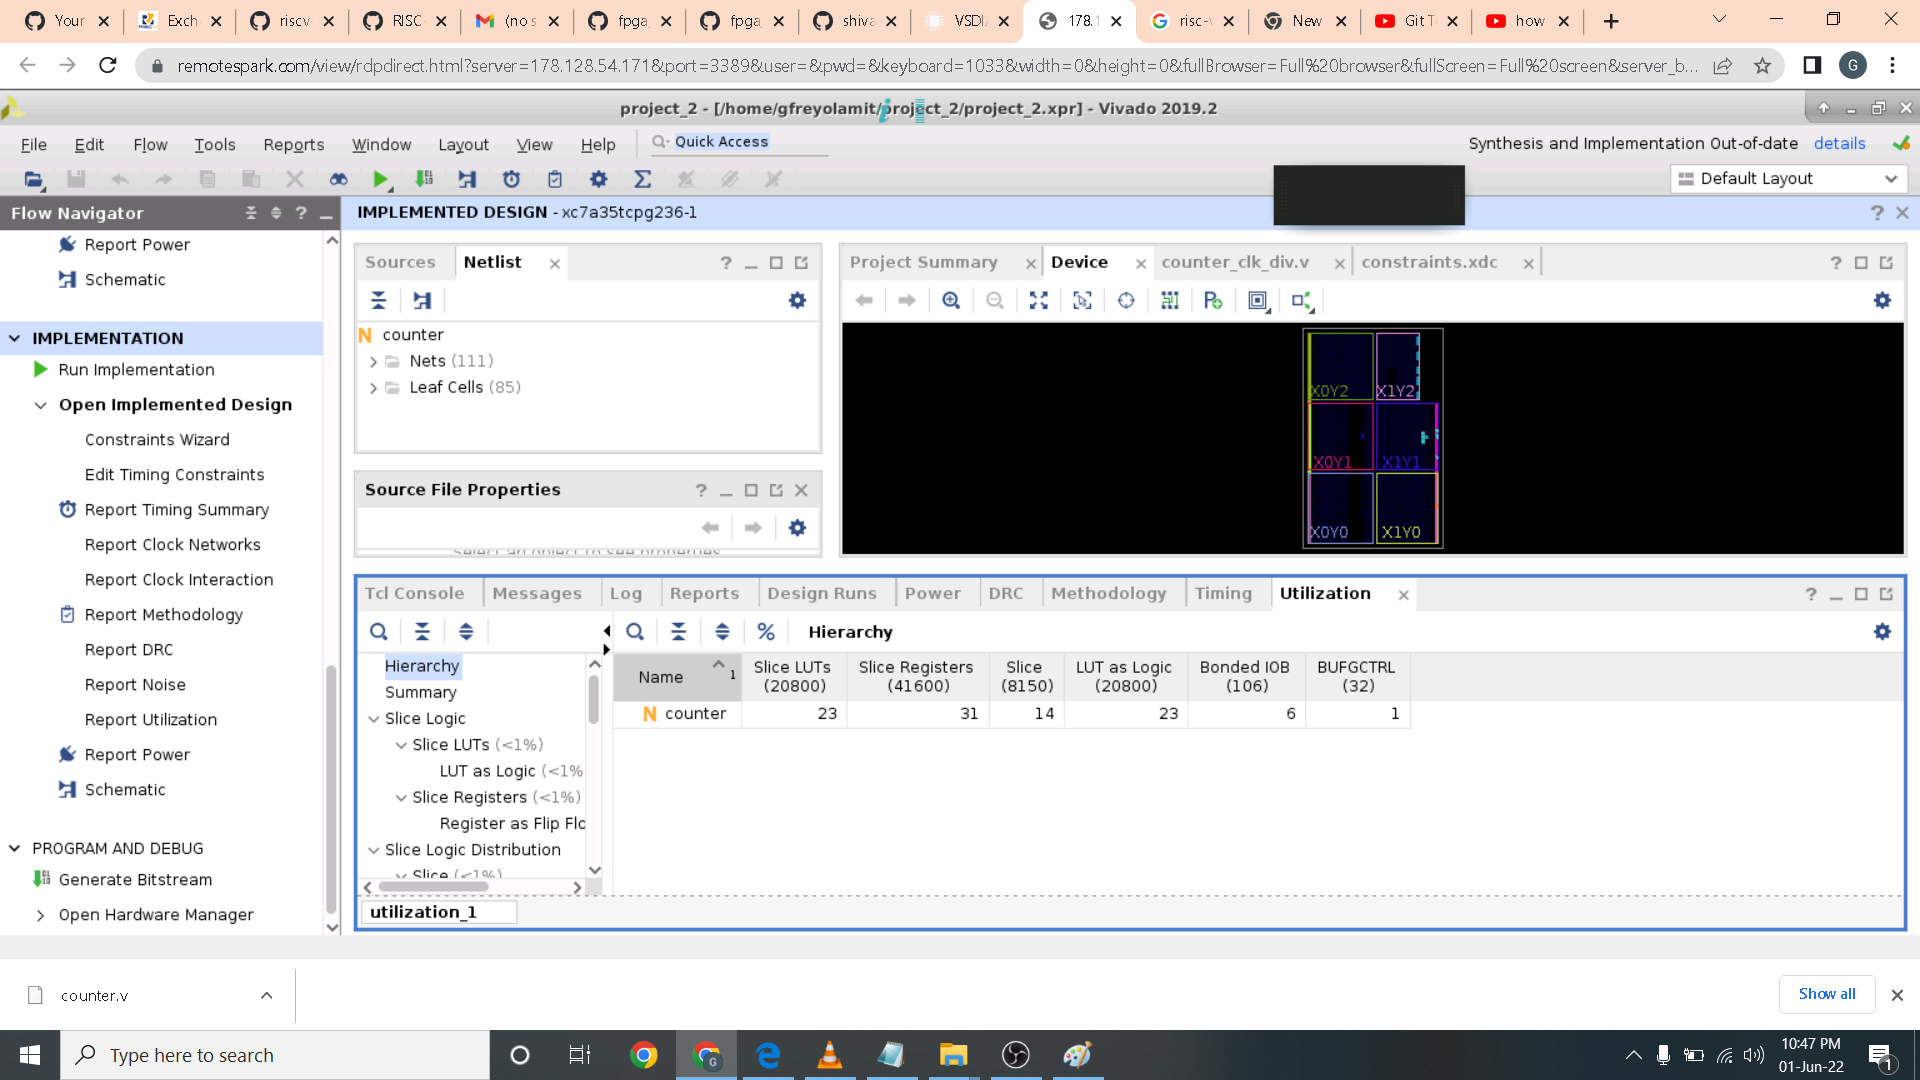 Your
Exch
riscv
RISC
(no s
fpga_
fpga_
shiva
VSDI
178.1
risc-v
New
Git T
how
remotespark.com/view/rdpdirect.html?server=178.128.54.171&port=3389&user=&pwd=&keyboard=1033&width=0&height=0&fullBrowser=Full%20browser&fullScreen=Full%20screen&server_b...
G
project_2 - [/home/gfreyolamit/project_2/project_2.xpr] - Vivado 2019.2
File Edit Flow Tools Reports Window Layout View Help
Quick Access
Synthesis and Implementation Out-of-date details
Default Layout
Flow Navigator
IMPLEMENTED DESIGN - xc7a35tcpg236-1
Report Power
Schematic
IMPLEMENTATION
Run Implementation
Open Implemented Design
Constraints Wizard
Edit Timing Constraints
Report Timing Summary
Report Clock Networks
Report Clock Interaction
Report Methodology
Report DRC
Report Noise
Report Utilization
Report Power
Schematic
PROGRAM AND DEBUG
Generate Bitstream
Open Hardware Manager
Sources Netlist
N counter
Nets (111)
Leaf Cells (85)
Source File Properties
Select an object to see properties
Project Summary Device counter_clk_div.v constraints.xdc
X0Y2 X1Y2
X0Y1 X1Y1
X0Y0 X1Y0
Tcl Console Messages Log Reports Design Runs Power DRC Methodology Timing Utilization
Hierarchy
Hierarchy
Summary
Slice Logic
Slice LUTs (<1%)
LUT as Logic (<1%
Slice Registers (<1%)
Register as Flip Flo
Slice Logic Distribution
Slice (<1%)
Name 1 Slice LUTs (20800) Slice Registers (41600) Slice (8150) LUT as Logic (20800) Bonded IOB (106) BUFGCTRL (32)
N counter 23 31 14 23 6 1
utilization_1
counter.v
Show all
Type here to search
G
10:47 PM
01-Jun-22
1